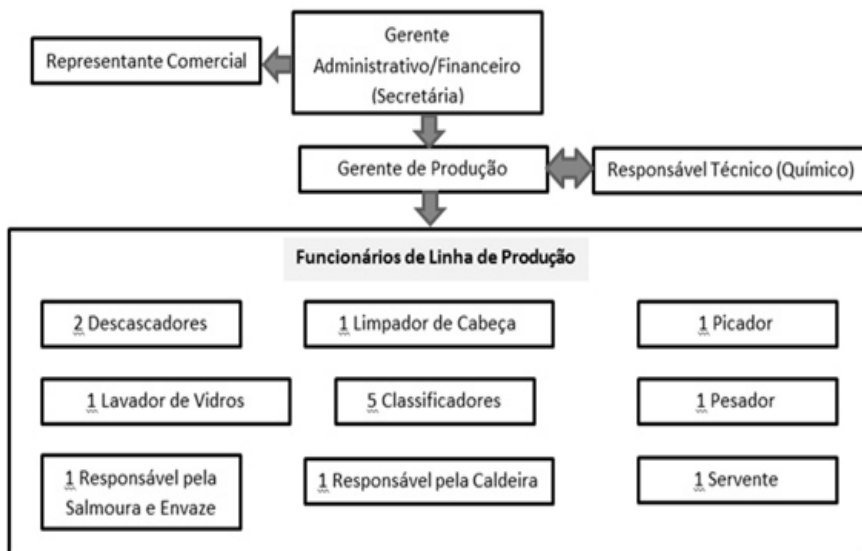 Representante Comercial
Gerente
Administrativo/Financeiro
(Secretária)
Gerente de Produção
Responsável Técnico (Químico)
Funcionários de Linha de Produção
2 Descascadores
1 Limpador de Cabeça
1 Picador
1 Lavador de Vidros
5 Classificadores
1 Pesador
1 Responsável pela
Salmoura e Envaze
1 Responsável pela Caldeira
1 Servente